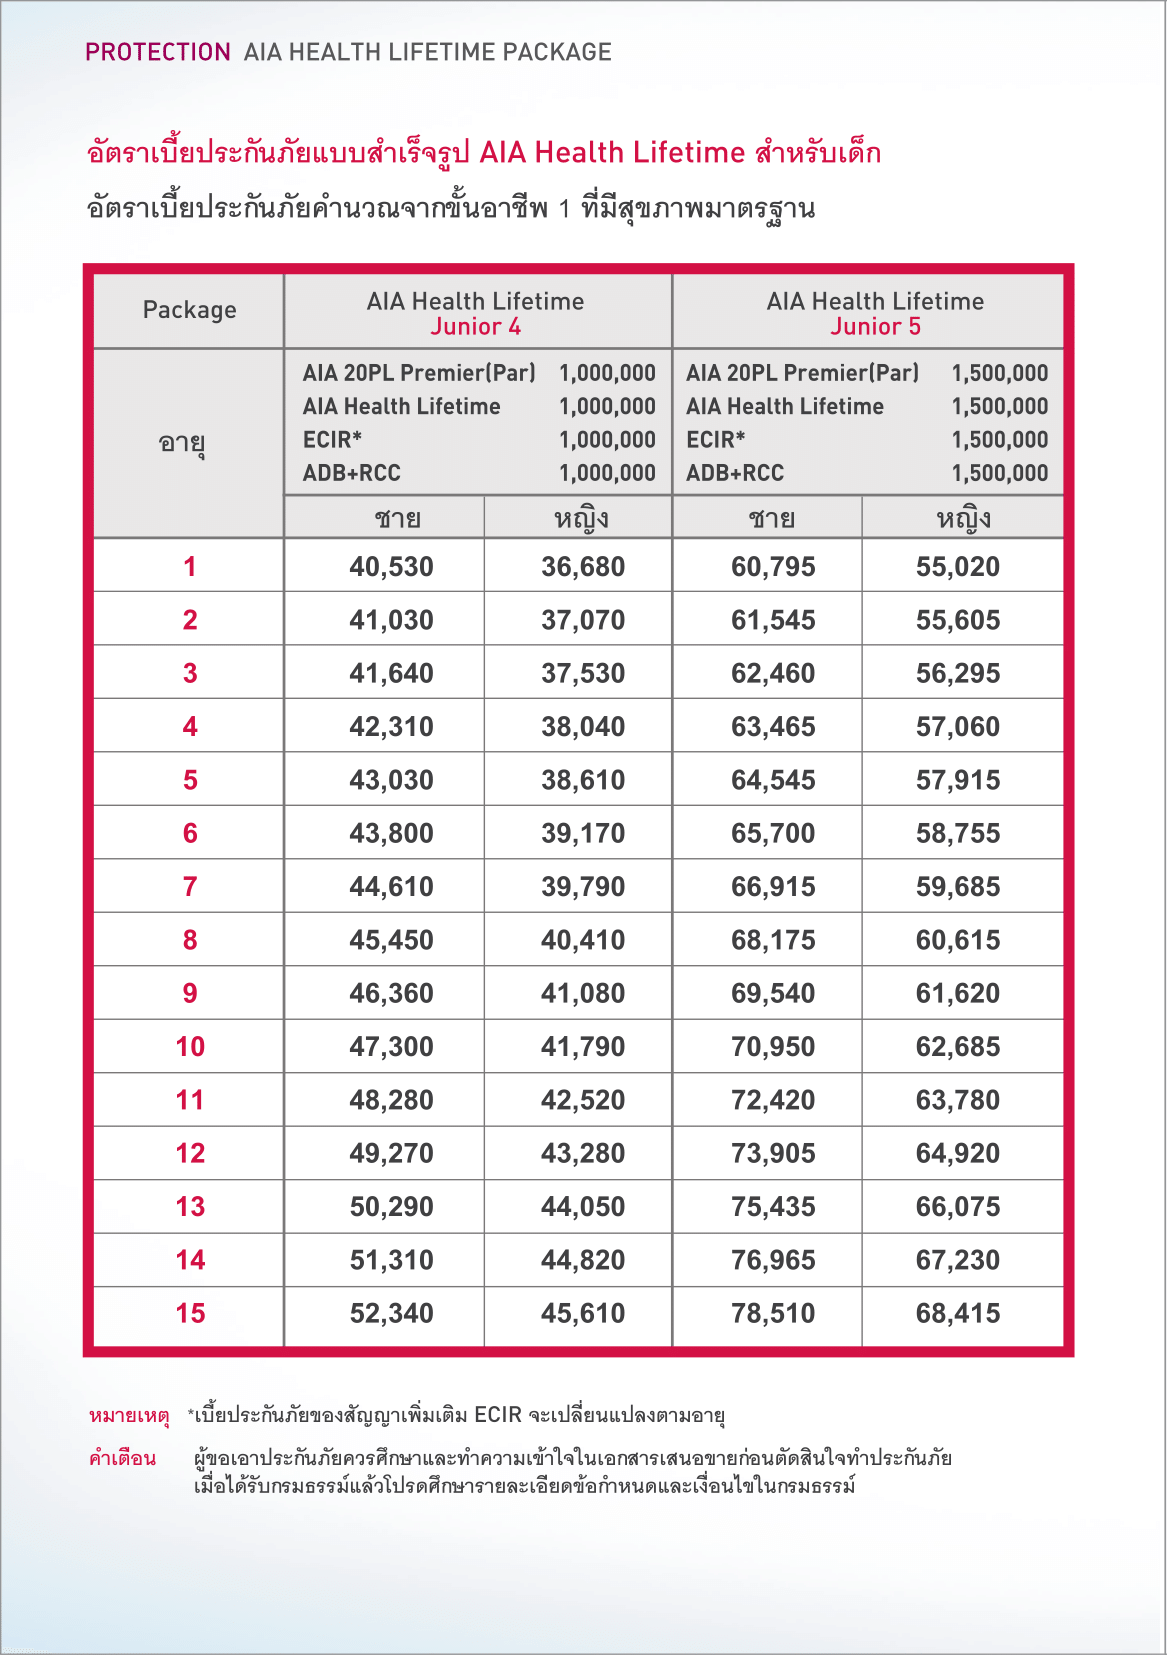 PROTECTION AIA HEALTH LIFETIME PACKAGE
อัตราเบี้ยประกันภัยแบบสำเร็จรูป AIA Health Lifetime สำหรับเด็ก
อัตราเบี้ยประกันภัยคำนวณจากขั้นอาชีพ 1 ที่มีสุขภาพมาตรฐาน
Package AIA Health Lifetime Junior 4 AIA Health Lifetime Junior 5
อายุ
AIA 20PL Premier(Par) 1,000,000 AIA 20PL Premier(Par) 1,500,000
AIA Health Lifetime 1,000,000 AIA Health Lifetime 1,500,000
ECIR* 1,000,000 ECIR* 1,500,000
ADB+RCC 1,000,000 ADB+RCC 1,500,000
ชาย หญิง ชาย หญิง
1 40,530 36,680 60,795 55,020
2 41,030 37,070 61,545 55,605
3 41,640 37,530 62,460 56,295
4 42,310 38,040 63,465 57,060
5 43,030 38,610 64,545 57,915
6 43,800 39,170 65,700 58,755
7 44,610 39,790 66,915 59,685
8 45,450 40,410 68,175 60,615
9 46,360 41,080 69,540 61,620
10 47,300 41,790 70,950 62,685
11 48,280 42,520 72,420 63,780
12 49,270 43,280 73,905 64,920
13 50,290 44,050 75,435 66,075
14 51,310 44,820 76,965 67,230
15 52,340 45,610 78,510 68,415
หมายเหตุ *เบี้ยประกันภัยของสัญญาเพิ่มเติม ECIR จะเปลี่ยนแปลงตามอายุ
คำเตือน ผู้ขอเอาประกันภัยควรศึกษาและทำความเข้าใจในเอกสารเสนอขายก่อนตัดสินใจทำประกันภัย
เมื่อได้รับกรมธรรม์แล้วโปรดศึกษารายละเอียดข้อกำหนดและเงื่อนไขในกรมธรรม์